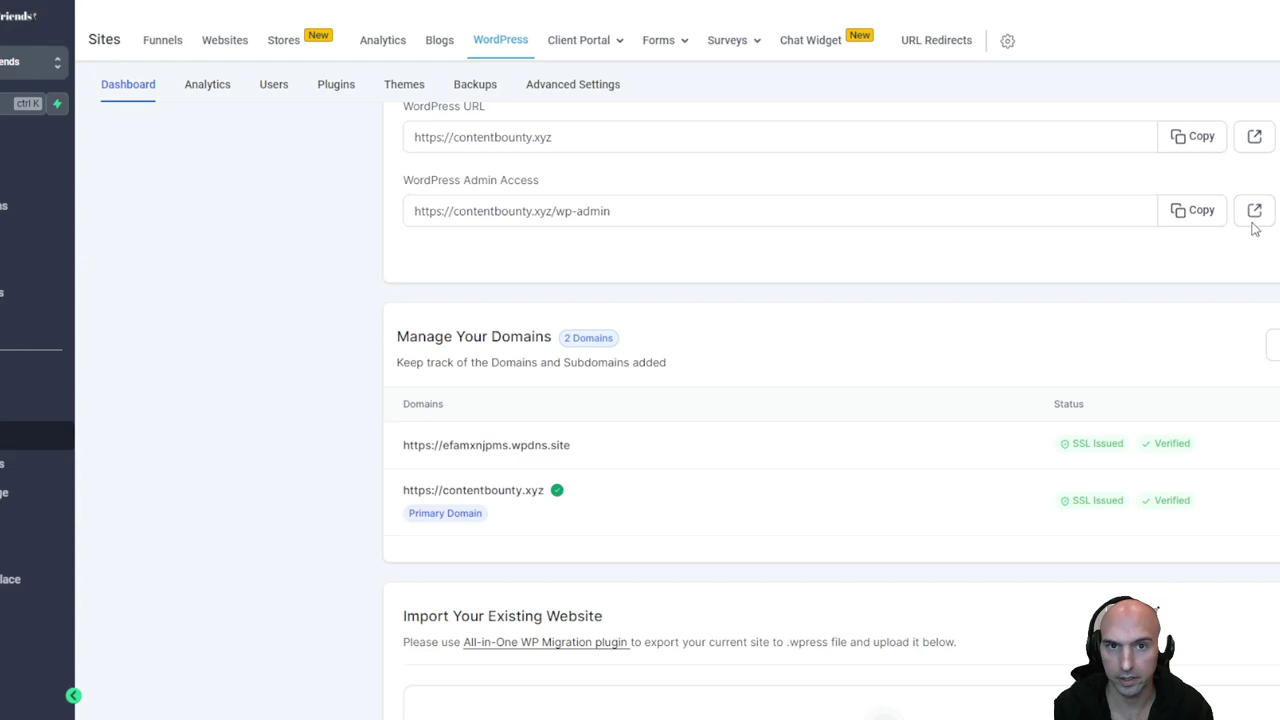 riends
Sites
Funnels
Websites
Stores
New
Analytics
Blogs
WordPress
Client Portal
Forms
Surveys
Chat Widget
New
URL Redirects
ends
Dashboard
Analytics
Users
Plugins
Themes
Backups
Advanced Settings
ctrl K
WordPress URL
https://contentbounty.xyz
Copy
WordPress Admin Access
ns
https://contentbounty.xyz/wp-admin
Copy
s
Manage Your Domains
2 Domains
Keep track of the Domains and Subdomains added
Domains
Status
https://efamxnjpms.wpdns.site
SSL Issued
Verified
s
ge
https://contentbounty.xyz
Primary Domain
SSL Issued
Verified
lace
Import Your Existing Website
Please use All-in-One WP Migration plugin to export your current site to .wpress file and upload it below.